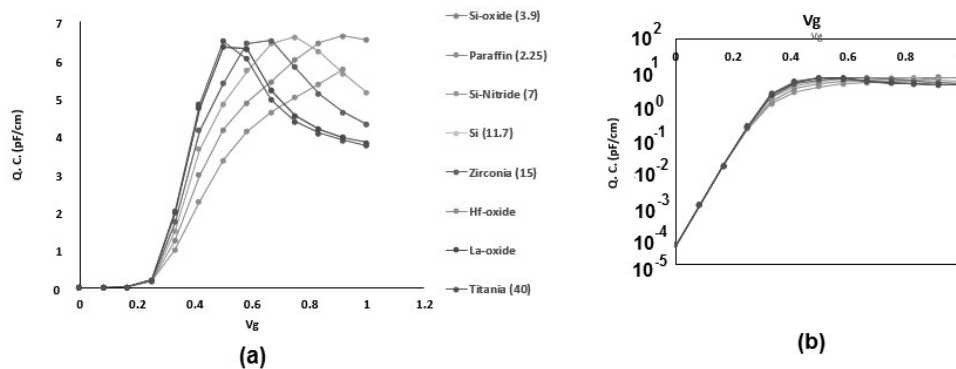 7
6
5
4
3
2
1
0
Q. C. (pF/cm)
0 0.2 0.4 0.6 0.8 1 1.2
Vg
(a)
Si-oxide (3.9)
Paraffin (2.25)
Si-Nitride (7)
Si (11.7)
Zirconia (15)
Hf-oxide
La-oxide
Titania (40)
Vg
Vg
0 0.2 0.4 0.6 0.8
10^2
10^1
10^0
10^-1
10^-2
10^-3
10^-4
10^-5
Q. C. (pF/cm)
(b)